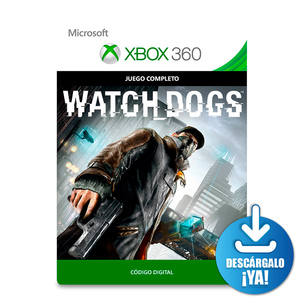 Microsoft
XBOX 360
JUEGO COMPLETO
WATCH_DOGS
CÓDIGO DIGITAL
DESCÁRGALO
¡YA!